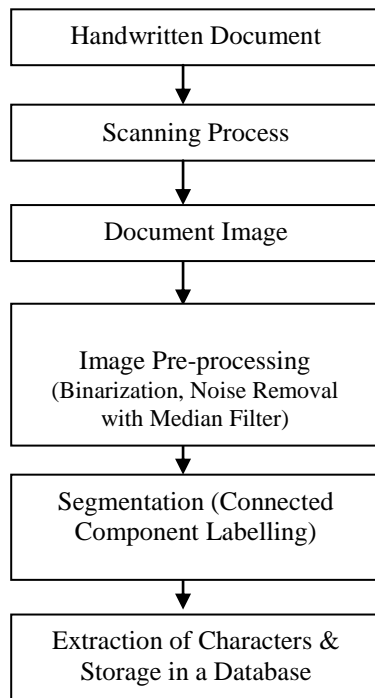 Handwritten Document
Scanning Process
Document Image
Image Pre-processing
(Binarization, Noise Removal
with Median Filter)
Segmentation (Connected
Component Labelling)
Extraction of Characters &
Storage in a Database